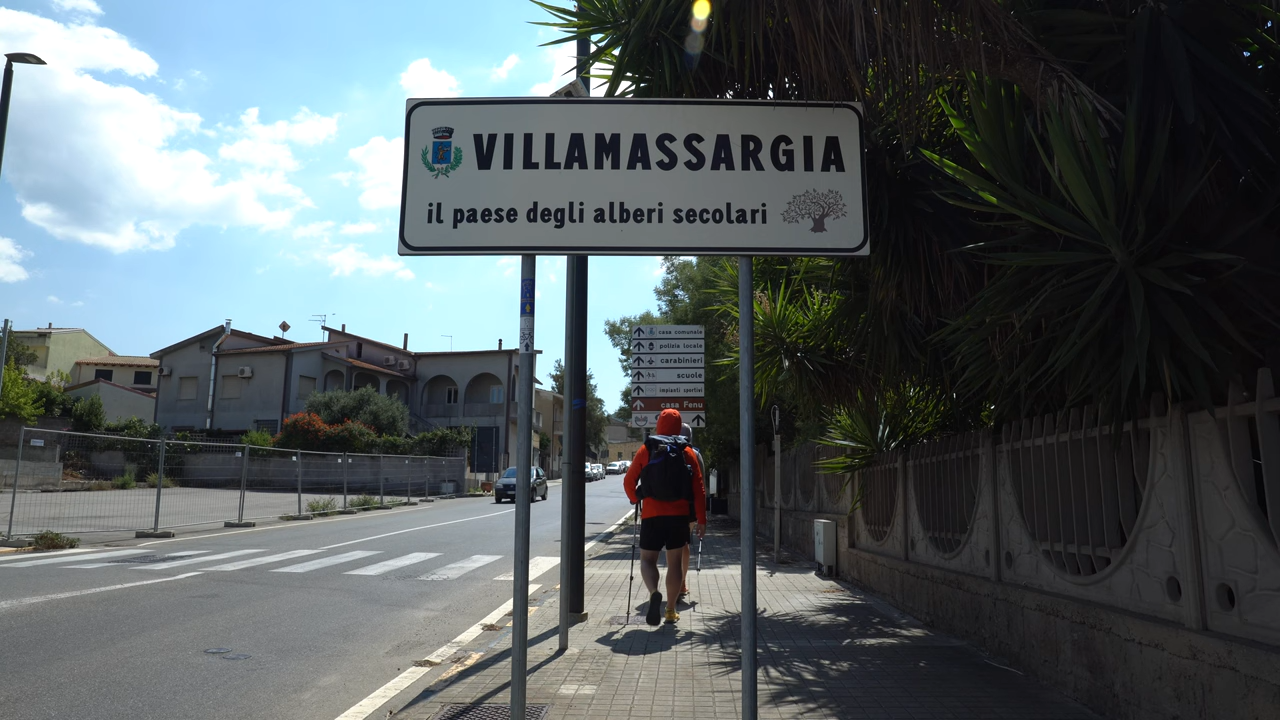 VILLAMASSARGIA
il paese degli alberi secolari
casa comunale
polizia locale
carabinieri
scuole
impianti sportivi
casa Fenu